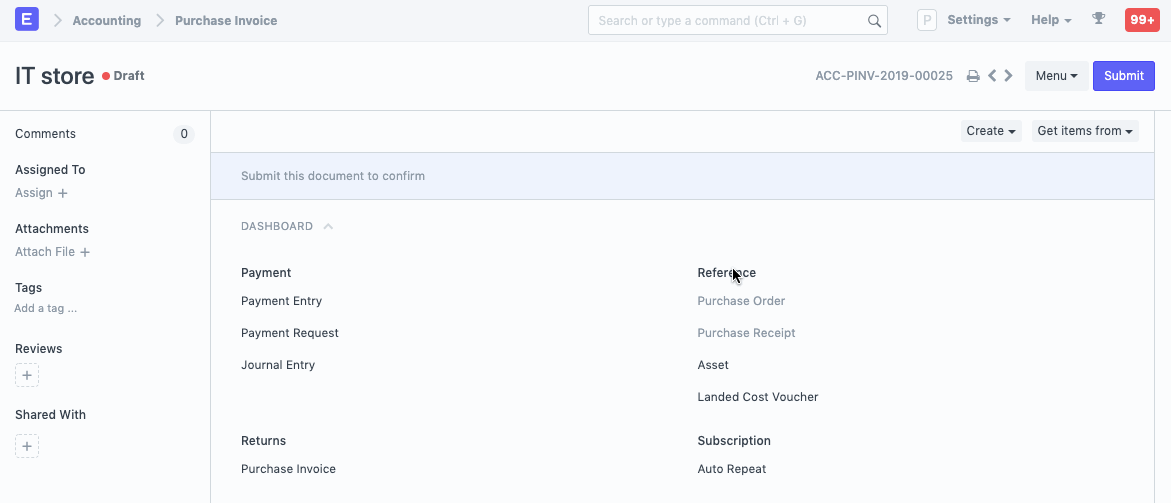 E Accounting Purchase Invoice Search or type a command (Ctrl + G) P Settings Help 99+
IT store Draft ACC-PINV-2019-00025 Menu Submit
Comments 0
Assigned To
Assign +
Attachments
Attach File +
Tags
Add a tag ...
Reviews
+
Shared With
+
Create Get items from
Submit this document to confirm
DASHBOARD
Payment
Payment Entry
Payment Request
Journal Entry
Reference
Purchase Order
Purchase Receipt
Asset
Landed Cost Voucher
Returns
Purchase Invoice
Subscription
Auto Repeat